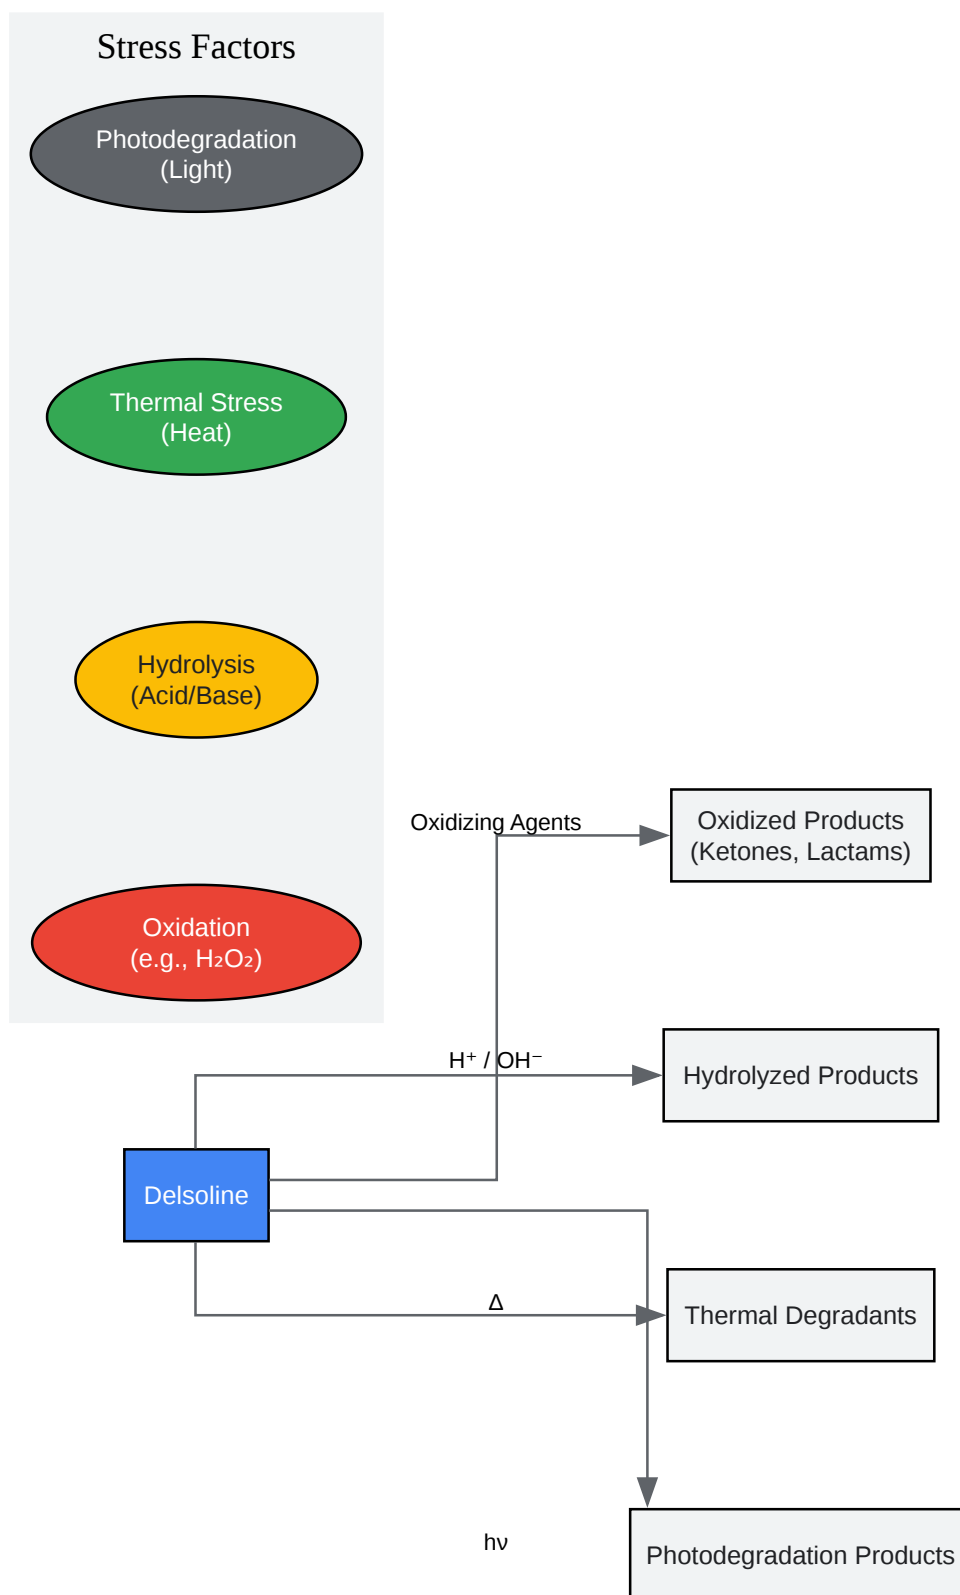 Stress Factors
Photodegradation
(Light)
Thermal Stress
(Heat)
Hydrolysis
(Acid/Base)
Oxidizing Agents
Oxidized Products
(Ketones, Lactams)
Oxidation
(e.g., H₂O₂)
H⁺ / OH⁻
Hydrolyzed Products
Delsoline
Δ
Thermal Degradants
hν
Photodegradation Products